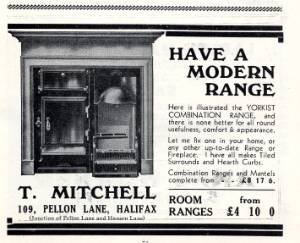 HAVE A
MODERN
RANGE
Here is illustrated the YORKIST
COMBINATION RANGE, and
there is none better for all round
usefulness, comfort & appearance.
Let me fix one in your home, or
any other up-to-date Range or
Fireplace. I have all makes Tiled
Surrounds and Hearth Curbs.
Combination Ranges and Mantels
complete from - - £8 17 6.
ROOM from
RANGES £4 10 0
T. MITCHELL
109, PELLON LANE, HALIFAX
(Junction of Pellon Lane and Hanson Lane)